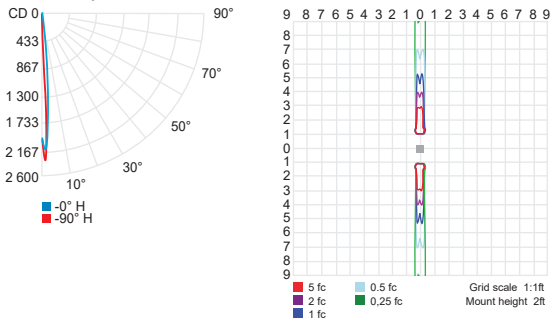 CD 0
433
867
1 300
1 733
2 167
2 600
90°
70°
50°
30°
10°
-0° H
-90° H
9 8 7 6 5 4 3 2 1 0 1 2 3 4 5 6 7 8 9
8
7
6
5
4
3
2
1
0
1
2
3
4
5
6
7
8
9
5 fc
2 fc
1 fc
0.5 fc
0,25 fc
Grid scale 1:1ft
Mount height 2ft